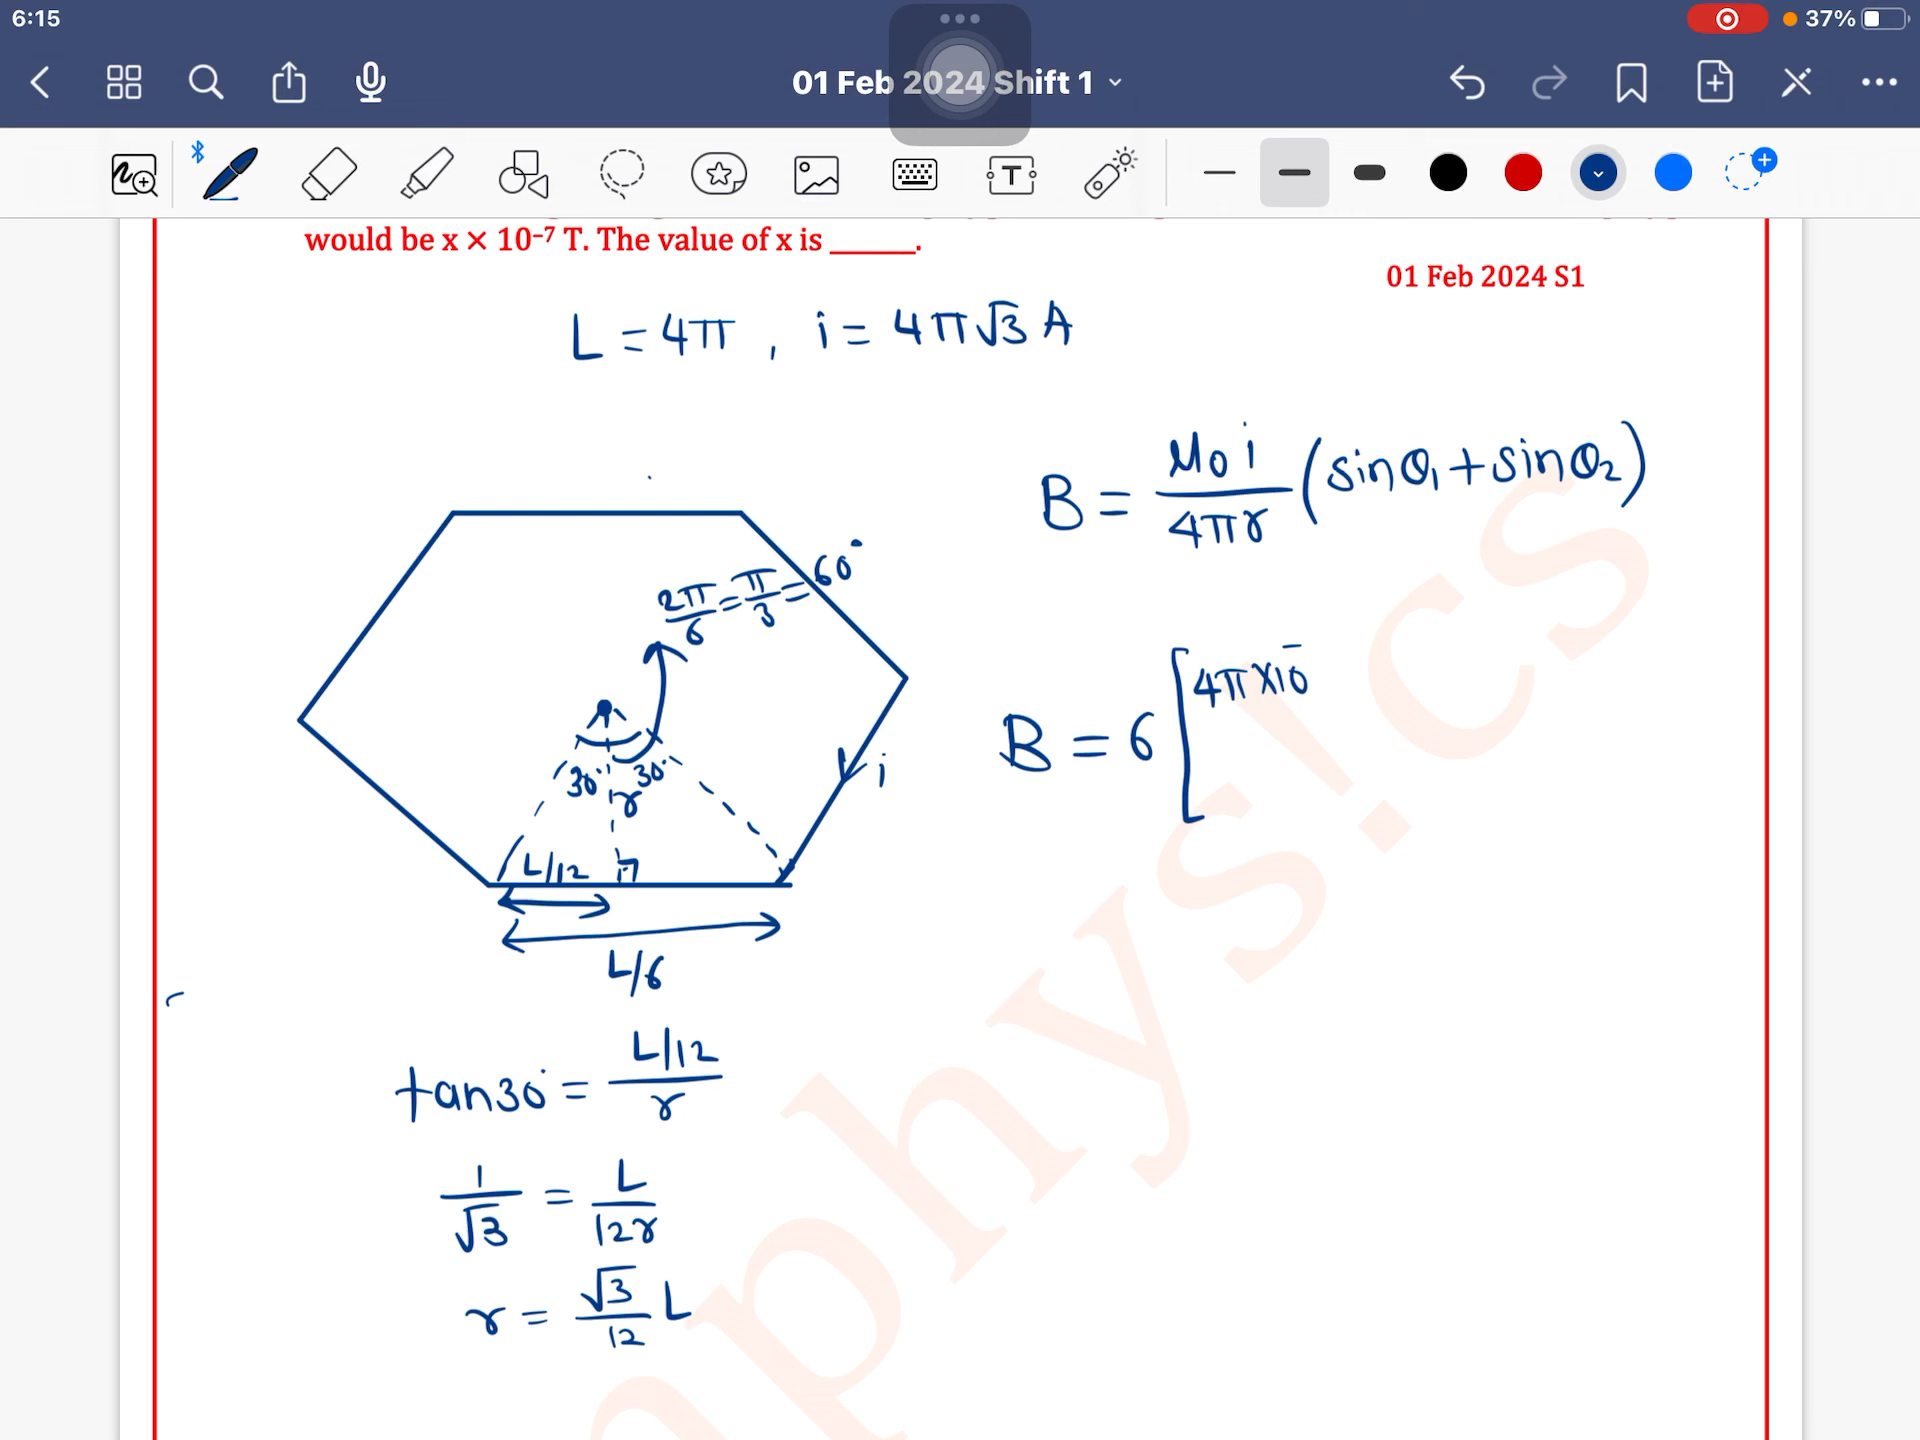 6:15
37%
01 Feb 2024 Shift 1
would be x × 10⁻⁷ T. The value of x is ______.
01 Feb 2024 S1
L = 4π , i = 4π√3 A
B = μ₀i/4πr (sinθ₁ + sinθ₂)
2π/6 = π/3 = 60°
B = 6 [4π × 10⁻
30° 30°
r
i
L/12
L/6
tan30° = L/12 / r
1/√3 = L/12r
r = √3/12 L
aphys!cs